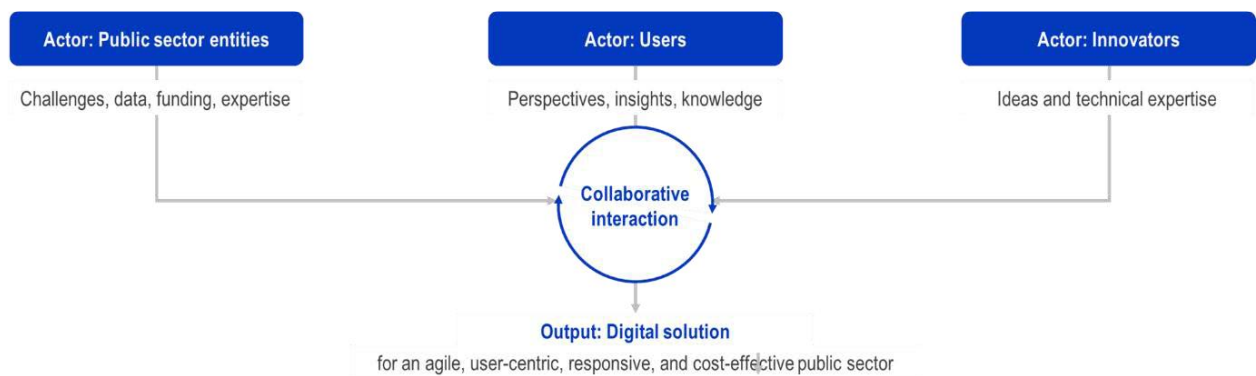 Actor: Public sector entities
Actor: Users
Actor: Innovators
Challenges, data, funding, expertise
Perspectives, insights, knowledge
Ideas and technical expertise
Collaborative
interaction
Output: Digital solution
for an agile, user-centric, responsive, and cost-effective public sector